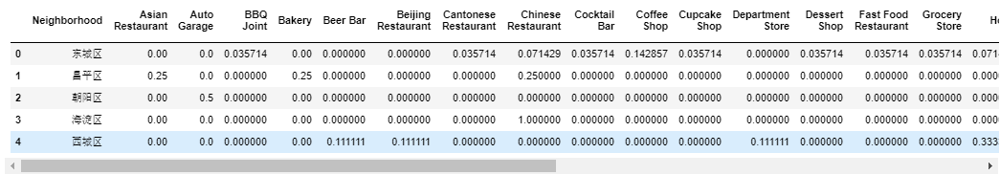 Neighborhood Asian Restaurant Auto Garage BBQ Joint Bakery Beer Bar Beijing Restaurant Cantonese Restaurant Chinese Restaurant Cocktail Bar Coffee Shop Cupcake Shop Department Store Dessert Shop Fast Food Restaurant Grocery Store Ho
0 东城区 0.00 0.0 0.035714 0.00 0.000000 0.000000 0.035714 0.071429 0.035714 0.142857 0.035714 0.000000 0.035714 0.035714 0.035714 0.071
1 昌平区 0.25 0.0 0.000000 0.25 0.000000 0.000000 0.000000 0.250000 0.000000 0.000000 0.000000 0.000000 0.000000 0.000000 0.000000 0.000
2 朝阳区 0.00 0.5 0.000000 0.00 0.000000 0.000000 0.000000 0.000000 0.000000 0.000000 0.000000 0.000000 0.000000 0.000000 0.000000 0.000
3 海淀区 0.00 0.0 0.000000 0.00 0.000000 0.000000 0.000000 1.000000 0.000000 0.000000 0.000000 0.000000 0.000000 0.000000 0.000000 0.000
4 西城区 0.00 0.0 0.000000 0.00 0.111111 0.111111 0.000000 0.000000 0.000000 0.000000 0.000000 0.111111 0.000000 0.000000 0.000000 0.333